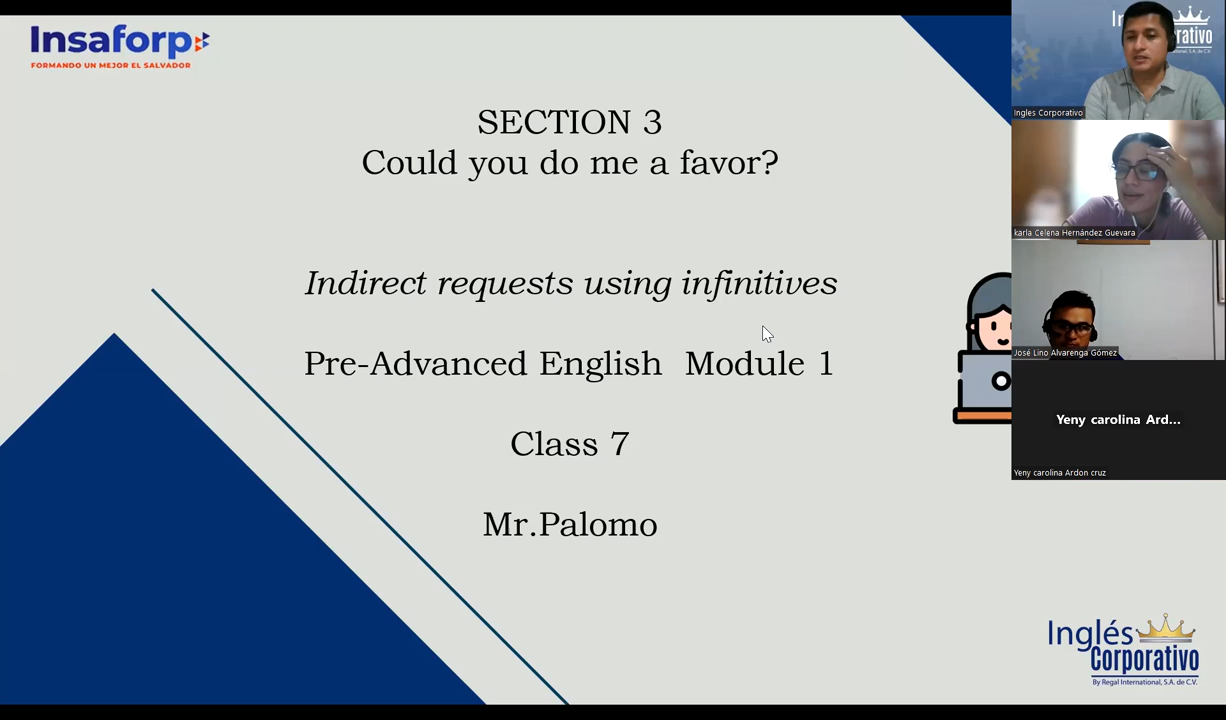 Insaforp
FORMANDO UN MEJOR EL SALVADOR
SECTION 3
Could you do me a favor?
Indirect requests using infinitives
Pre-Advanced English Module 1
Class 7
Mr.Palomo
Ingles Corporativo
karla Celena Hernández Guevara
José Lino Alvarenga Gómez
Yeny carolina Ard...
Yeny carolina Ardon cruz
Inglés
Corporativo
By Regal International, S.A. de C.V.